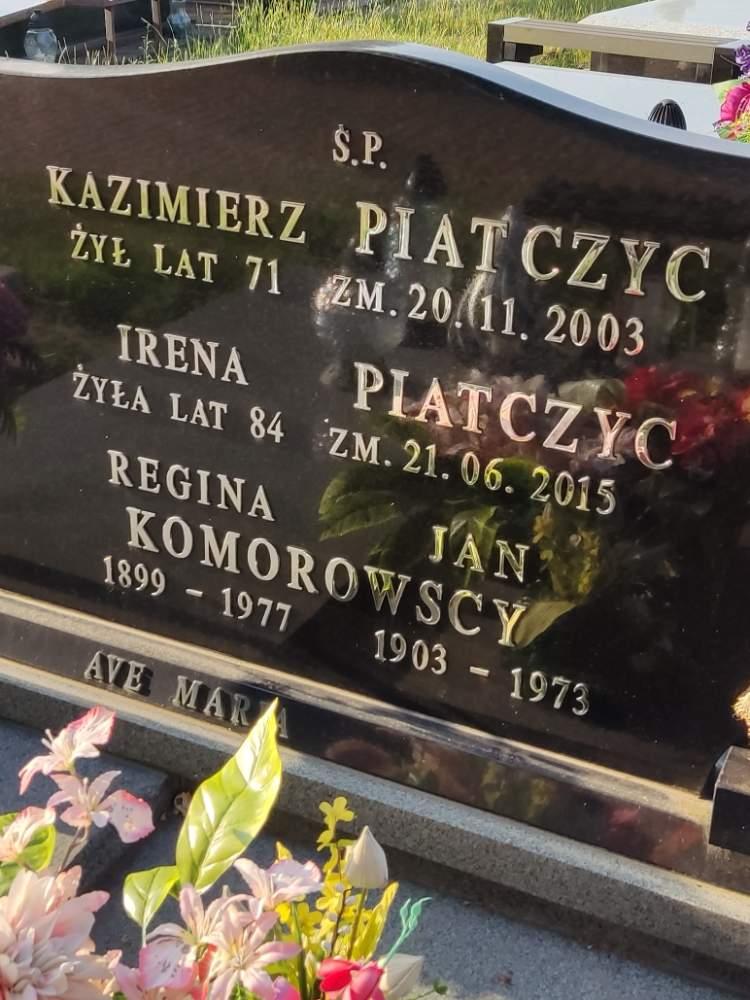 Ś.P.
KAZIMIERZ PIATCZYC
ŻYŁ LAT 71 ZM. 20. 11. 2003
IRENA PIATCZYC
ŻYŁA LAT 84 ZM. 21. 06. 2015
REGINA JAN
KOMOROWSCY
1899 - 1977 1903 - 1973
AVE MARIA